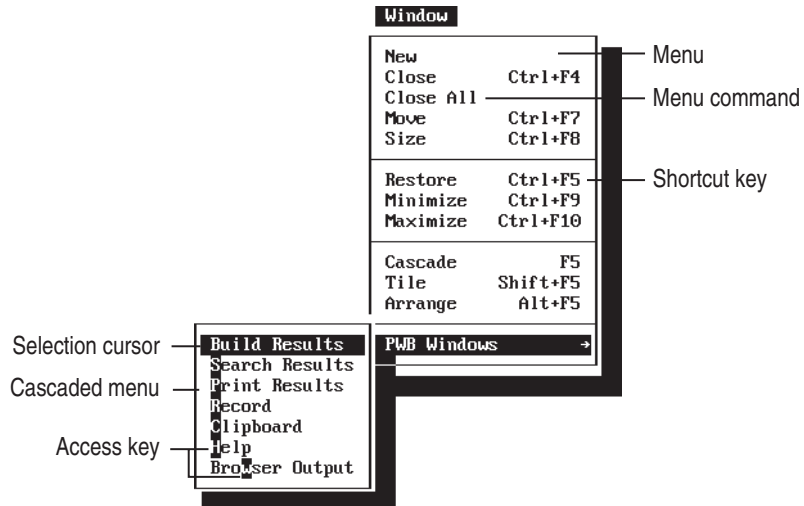 Window
New
Menu
Close Ctrl+F4
Close All
Menu command
Move Ctrl+F7
Size Ctrl+F8
Restore Ctrl+F5
Shortcut key
Minimize Ctrl+F9
Maximize Ctrl+F10
Cascade F5
Tile Shift+F5
Arrange Alt+F5
PWB Windows →
Selection cursor
Build Results
Search Results
Cascaded menu
Print Results
Record
Clipboard
Access key
Help
Browser Output